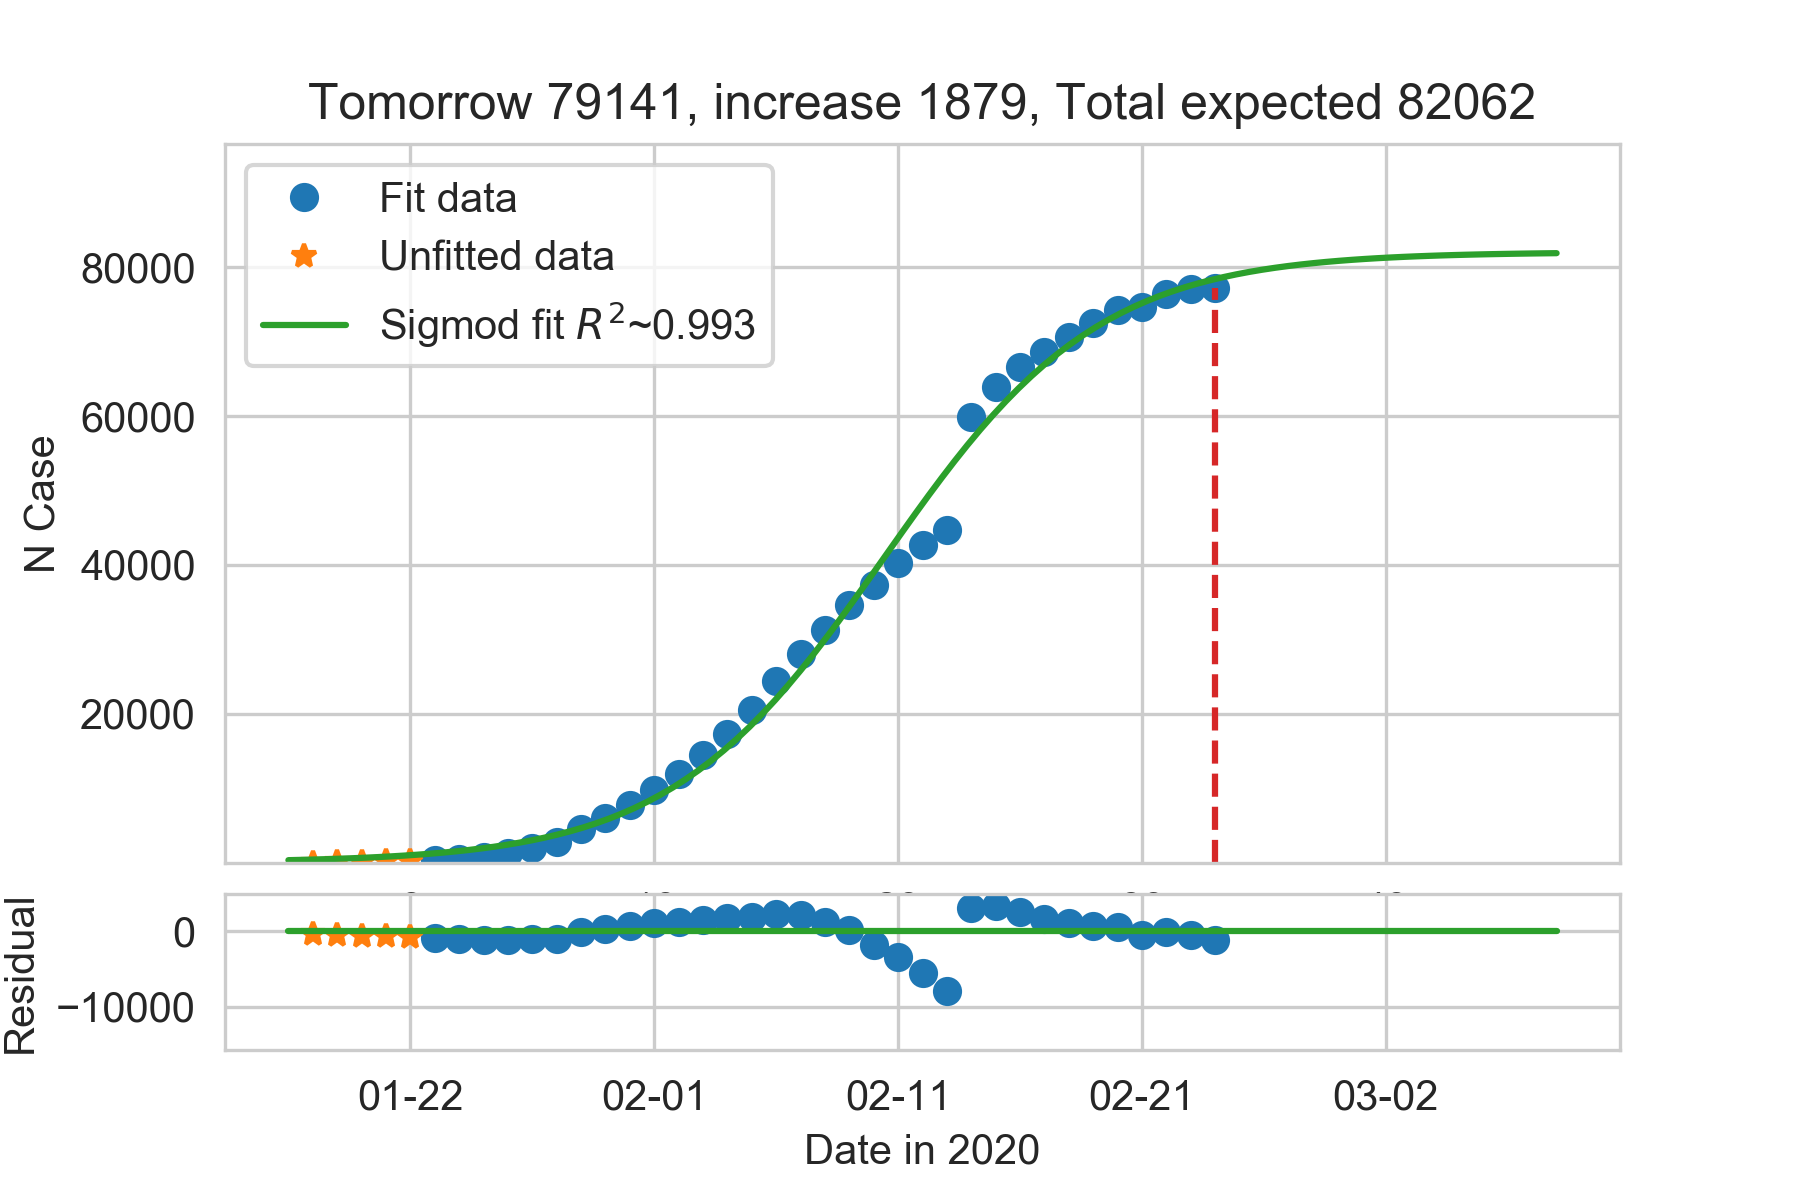 Tomorrow 79141, increase 1879, Total expected 82062
Fit data
Unfitted data
Sigmod fit R²~0.993
N Case
80000
60000
40000
20000
Residual
0
−10000
01-22 02-01 02-11 02-21 03-02
Date in 2020